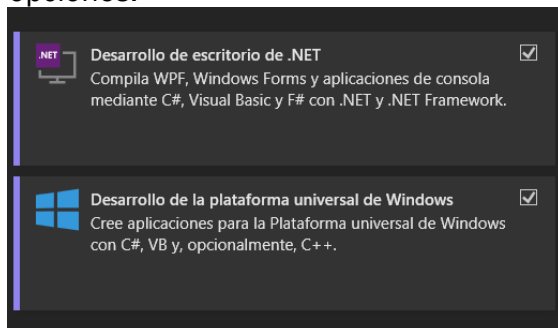 opciones.
.NET
Desarrollo de escritorio de .NET
Compila WPF, Windows Forms y aplicaciones de consola
mediante C#, Visual Basic y F# con .NET y .NET Framework.
Desarrollo de la plataforma universal de Windows
Cree aplicaciones para la Plataforma universal de Windows
con C#, VB y, opcionalmente, C++.